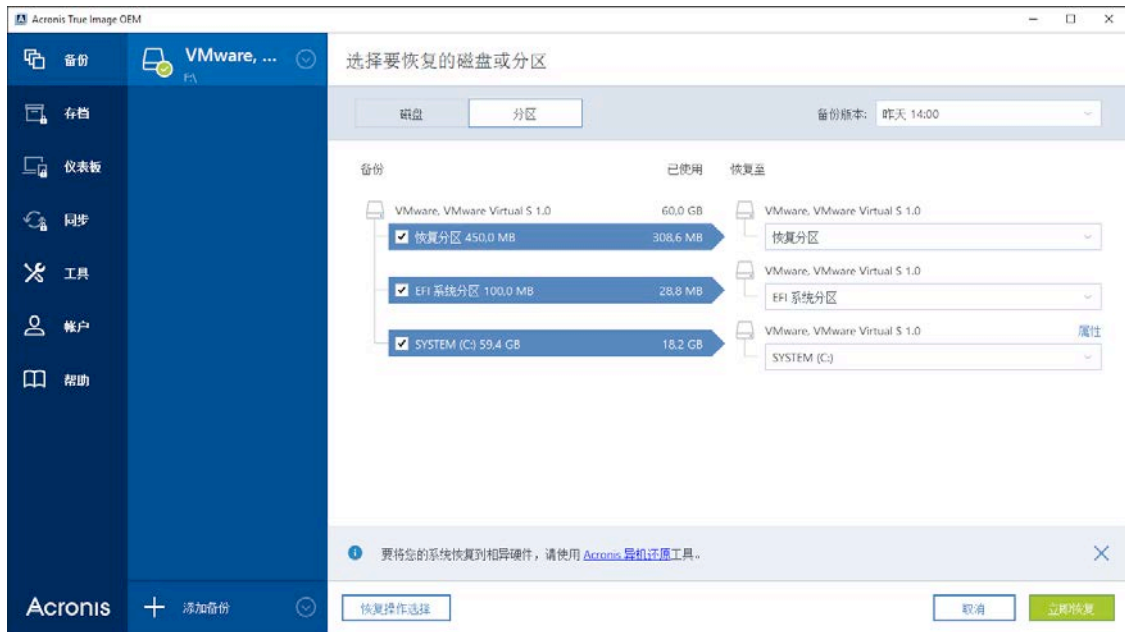 Acronis True Image OEM
备份
VMware, ...
F:\
选择要恢复的磁盘或分区
存档
磁盘
分区
备份版本: 昨天 14:00
仪表板
备份
已使用
恢复至
同步
VMware, VMware Virtual S 1.0
60,0 GB
VMware, VMware Virtual S 1.0
恢复分区 450,0 MB
308,6 MB
恢复分区
工具
VMware, VMware Virtual S 1.0
EFI 系统分区 100,0 MB
28,8 MB
EFI 系统分区
帐户
VMware, VMware Virtual S 1.0
属性
SYSTEM (C:) 59,4 GB
18,2 GB
SYSTEM (C:)
帮助
要将您的系统恢复到相异硬件，请使用 Acronis 异机还原工具。
Acronis
添加备份
恢复操作选择
取消
立即恢复